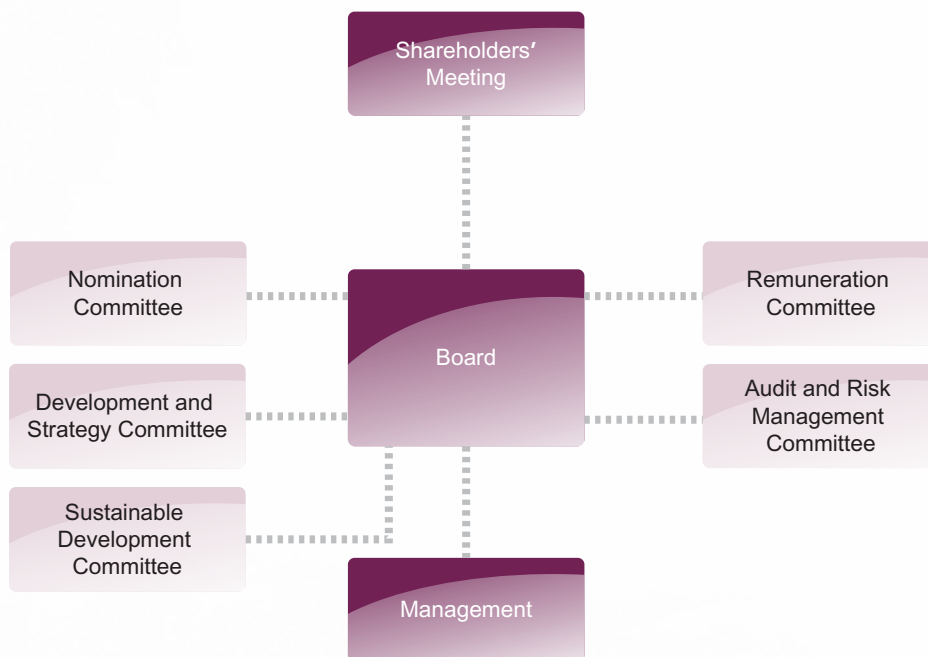 Shareholders’
Meeting
Nomination
Committee
Remuneration
Committee
Board
Development and
Strategy Committee
Audit and Risk
Management
Committee
Sustainable
Development
Committee
Management